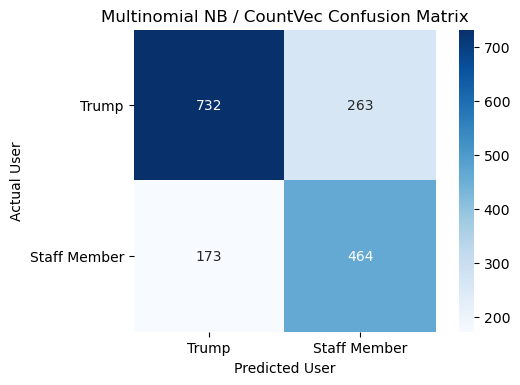 Multinomial NB / CountVec Confusion Matrix
Actual User
Trump
732
263
Staff Member
173
464
Trump
Staff Member
Predicted User
700
600
500
400
300
200